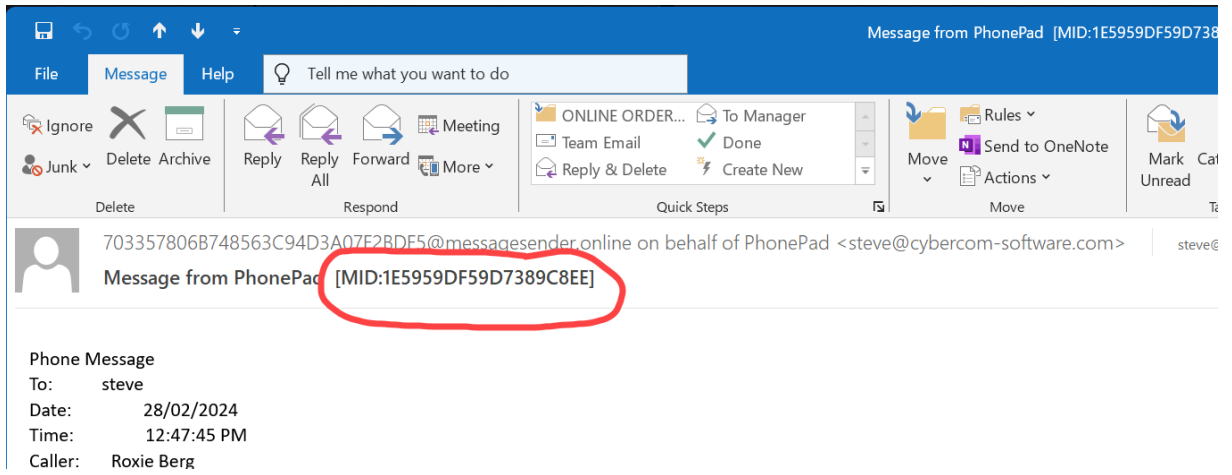 Message from PhonePad [MID:1E5959DF59D738
File Message Help Tell me what you want to do
Ignore
Junk
Delete Archive
Reply Reply All Forward
Meeting
More
ONLINE ORDER... To Manager
Team Email Done
Reply & Delete Create New
Move
Rules
Send to OneNote
Actions
Mark Unread
Delete Respond Quick Steps Move
703357806B748563C94D3A07F2BDF5@messagesender.online on behalf of PhonePad <steve@cybercom-software.com> steve@
Message from PhonePad [MID:1E5959DF59D7389C8EE]
Phone Message
To: steve
Date: 28/02/2024
Time: 12:47:45 PM
Caller: Roxie Berg